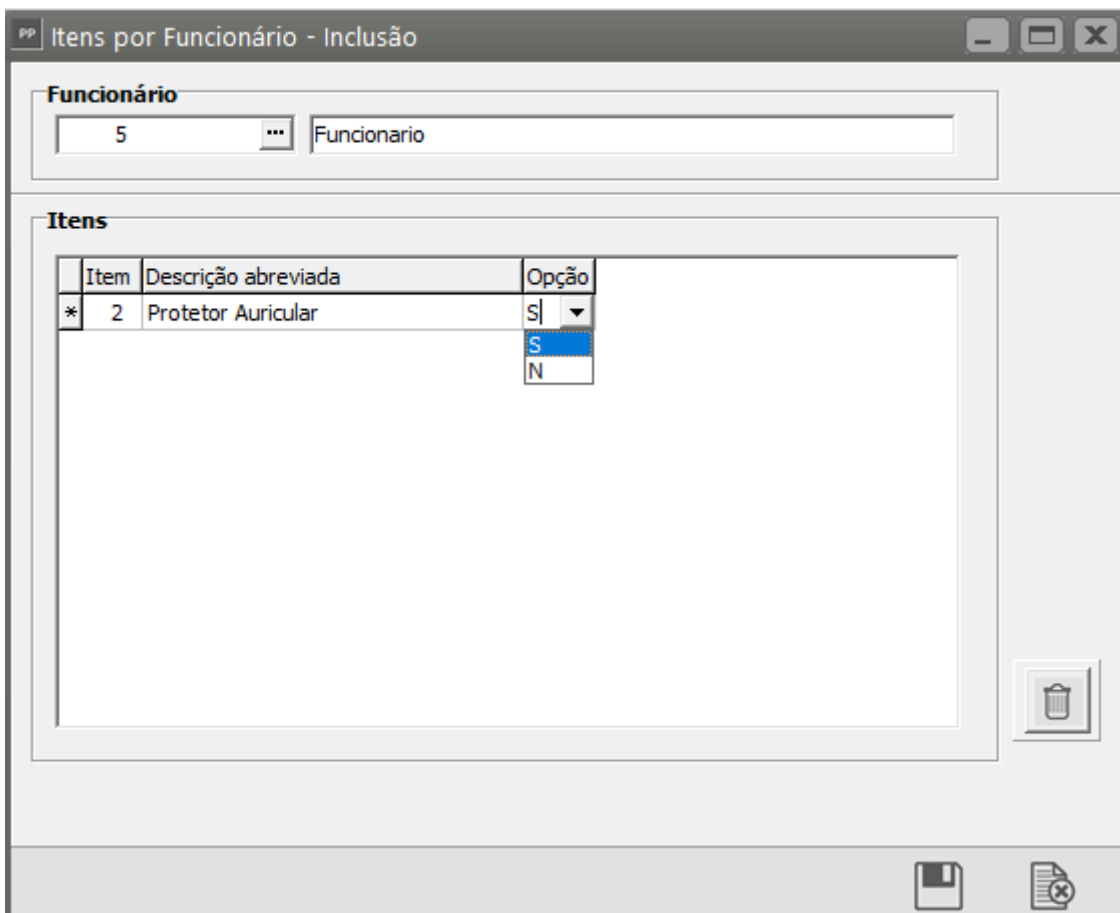 PP Itens por Funcionário - Inclusão
Funcionário
5 ... Funcionario
Itens
Item Descrição abreviada Opção
* 2 Protetor Auricular S
S
N